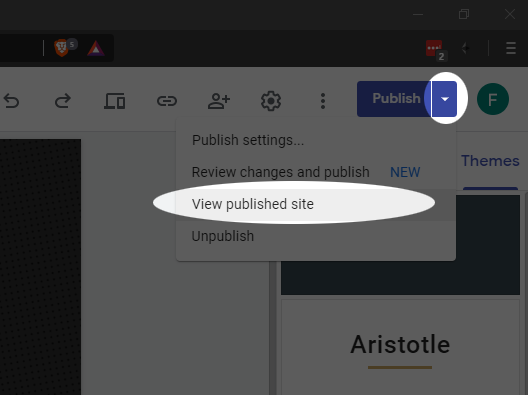 5
2
Publish
F
Publish settings...
Review changes and publish NEW
Themes
View published site
Unpublish
Aristotle